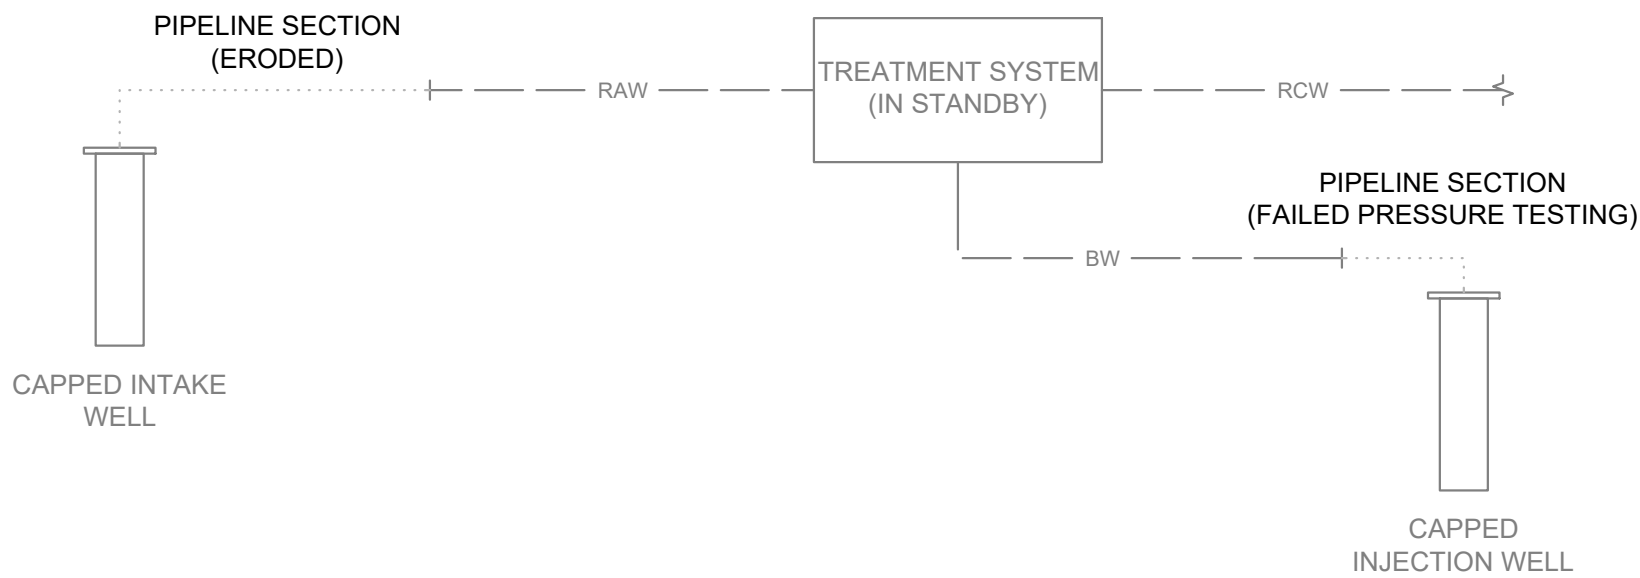 PIPELINE SECTION
(ERODED)
RAW
TREATMENT SYSTEM
(IN STANDBY)
RCW
PIPELINE SECTION
(FAILED PRESSURE TESTING)
BW
CAPPED INTAKE
WELL
CAPPED
INJECTION WELL